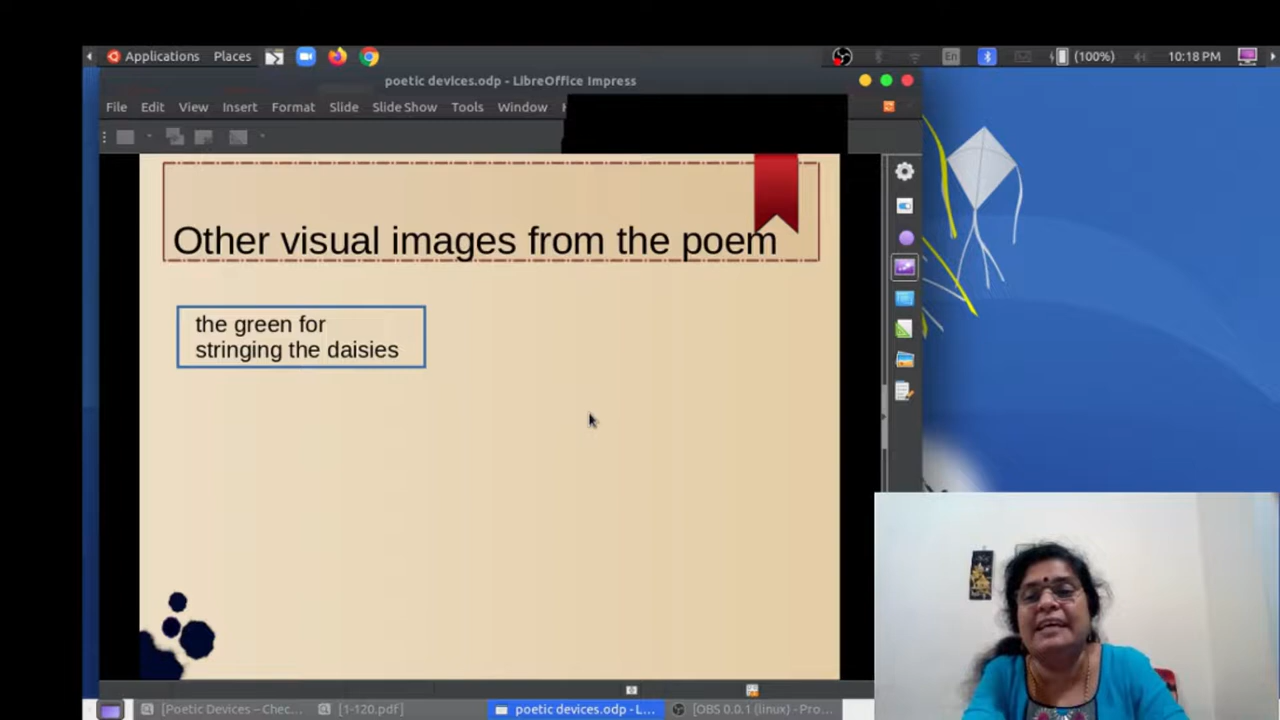 Applications Places En (100%) 10:18 PM
poetic devices.odp - LibreOffice Impress
File Edit View Insert Format Slide Slide Show Tools Window
Other visual images from the poem
the green for
stringing the daisies
[Poetic Devices – Chec... [1-120.pdf] poetic devices.odp - L... [OBS 0.0.1 (linux) - Pro...